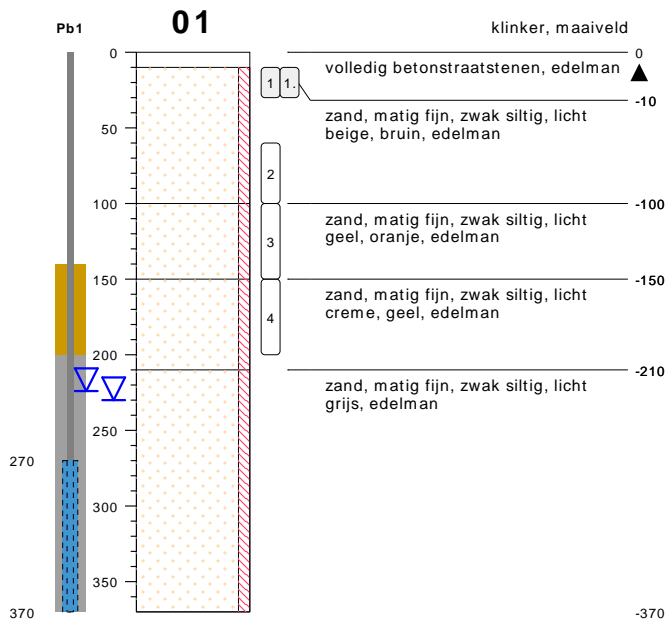 Pb1
01
klinker, maaiveld
0
0
volledig betonstraatstenen, edelman
1
1.
-10
zand, matig fijn, zwak siltig, licht
beige, bruin, edelman
50
2
100
-100
zand, matig fijn, zwak siltig, licht
geel, oranje, edelman
3
150
-150
zand, matig fijn, zwak siltig, licht
creme, geel, edelman
4
200
-210
zand, matig fijn, zwak siltig, licht
grijs, edelman
250
270
300
350
370
-370